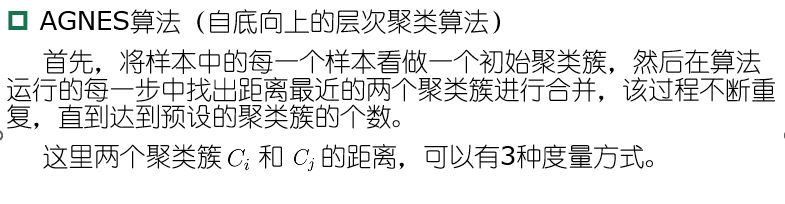 AGNES算法（自底向上的层次聚类算法）
首先，将样本中的每一个样本看做一个初始聚类簇，然后在算法
运行的每一步中找出距离最近的两个聚类簇进行合并，该过程不断重
复，直到达到预设的聚类簇的个数。
这里两个聚类簇 C_i 和 C_j 的距离，可以有3种度量方式。